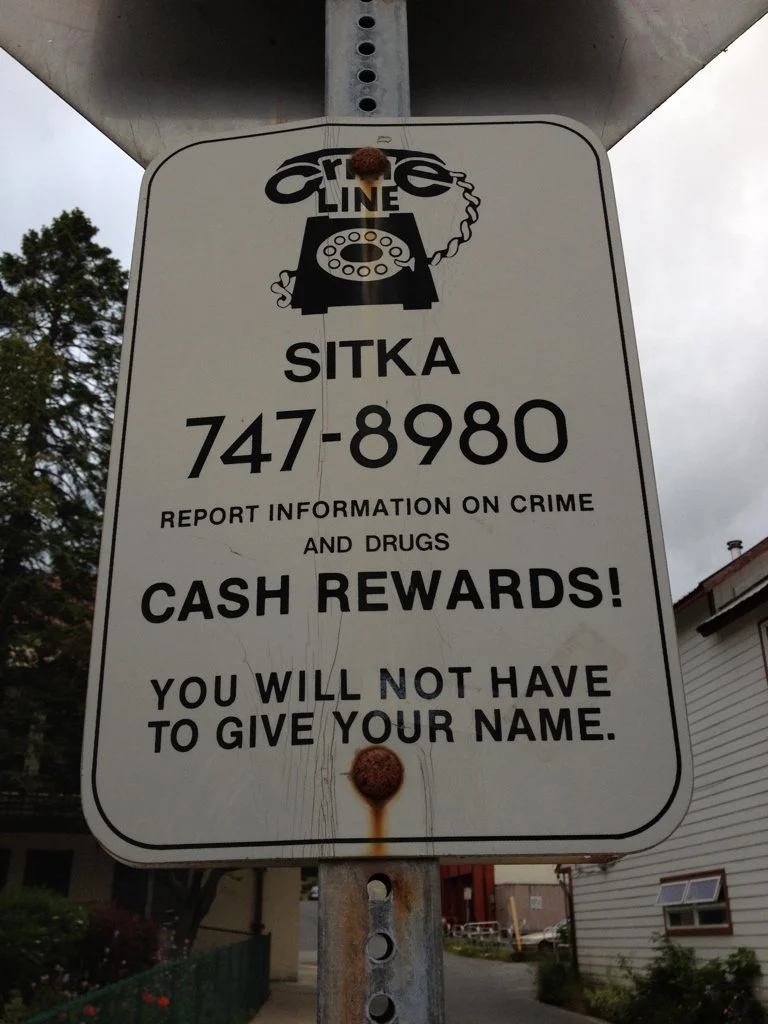 Crime
LINE
SITKA
747-8980
REPORT INFORMATION ON CRIME
AND DRUGS
CASH REWARDS!
YOU WILL NOT HAVE
TO GIVE YOUR NAME.